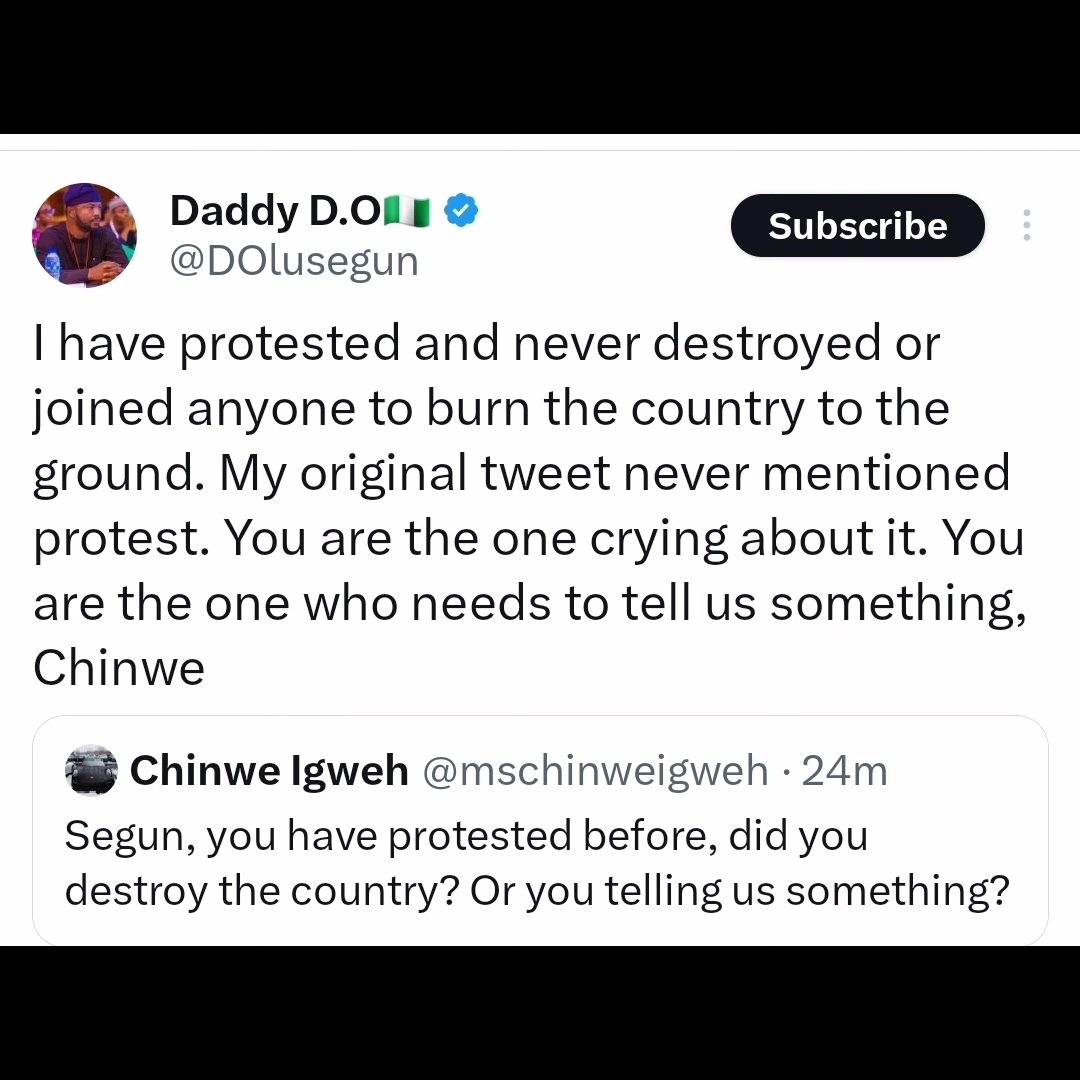 Daddy D.O🇳🇬
Subscribe
@DOlusegun
I have protested and never destroyed or
joined anyone to burn the country to the
ground. My original tweet never mentioned
protest. You are the one crying about it. You
are the one who needs to tell us something,
Chinwe
Chinwe Igweh @mschinweigweh · 24m
Segun, you have protested before, did you
destroy the country? Or you telling us something?